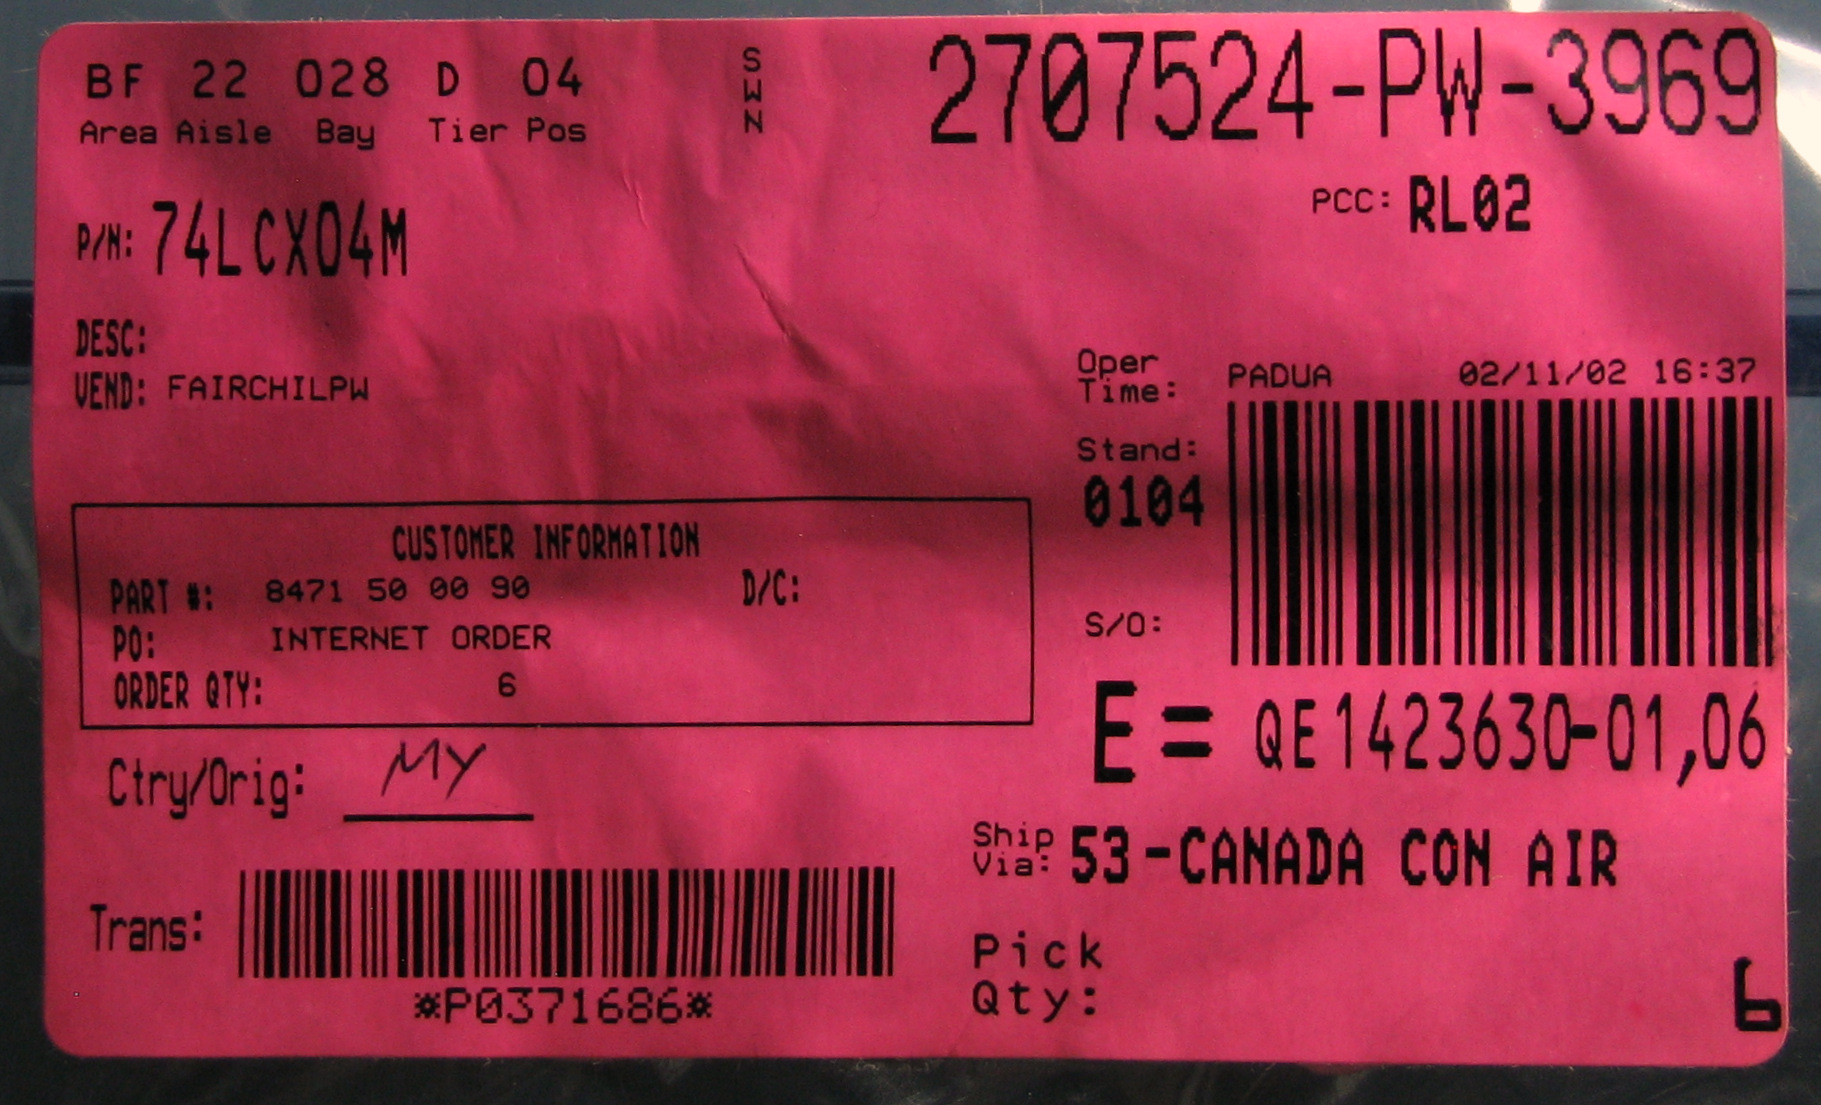 BF 22 028 D 04
Area Aisle Bay Tier Pos
SWN
2707524-PW-3969
PCC: RL02
P/N: 74LCX04M
DESC:
VEND: FAIRCHILPW
Oper Time: PADUA 02/11/02 16:37
Stand:
0104
CUSTOMER INFORMATION
PART #: 8471 50 00 90 D/C:
PO: INTERNET ORDER
ORDER QTY: 6
S/O:
E = QE1423630-01,06
Ctry/Orig: MY
Ship Via: 53-CANADA CON AIR
Trans:
*P0371686*
Pick
Qty: 6